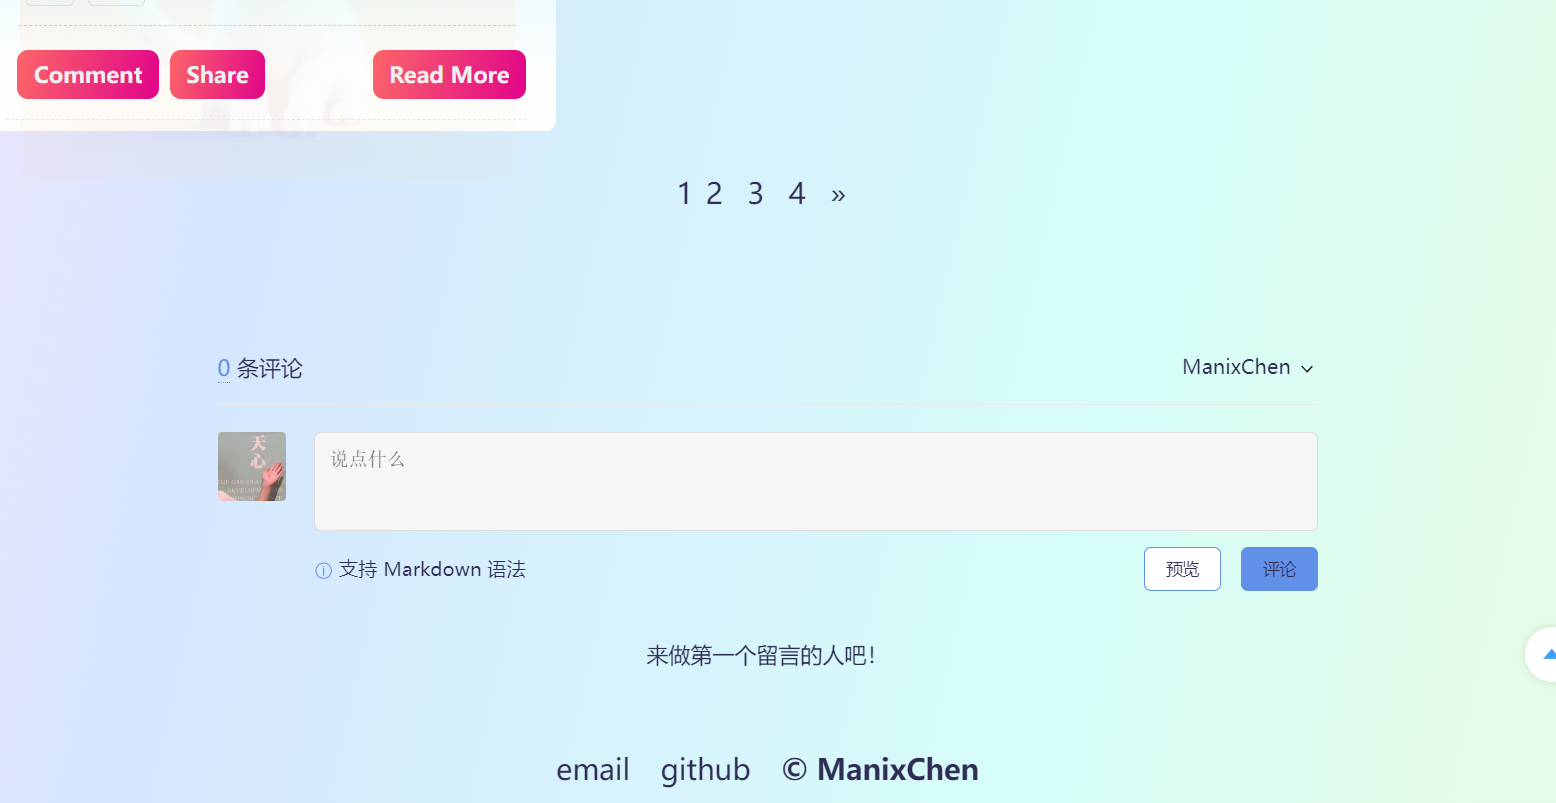 Comment Share Read More
1 2 3 4 »
0 条评论
ManixChen
天
心
说点什么
支持 Markdown 语法
预览 评论
来做第一个留言的人吧！
email github © ManixChen